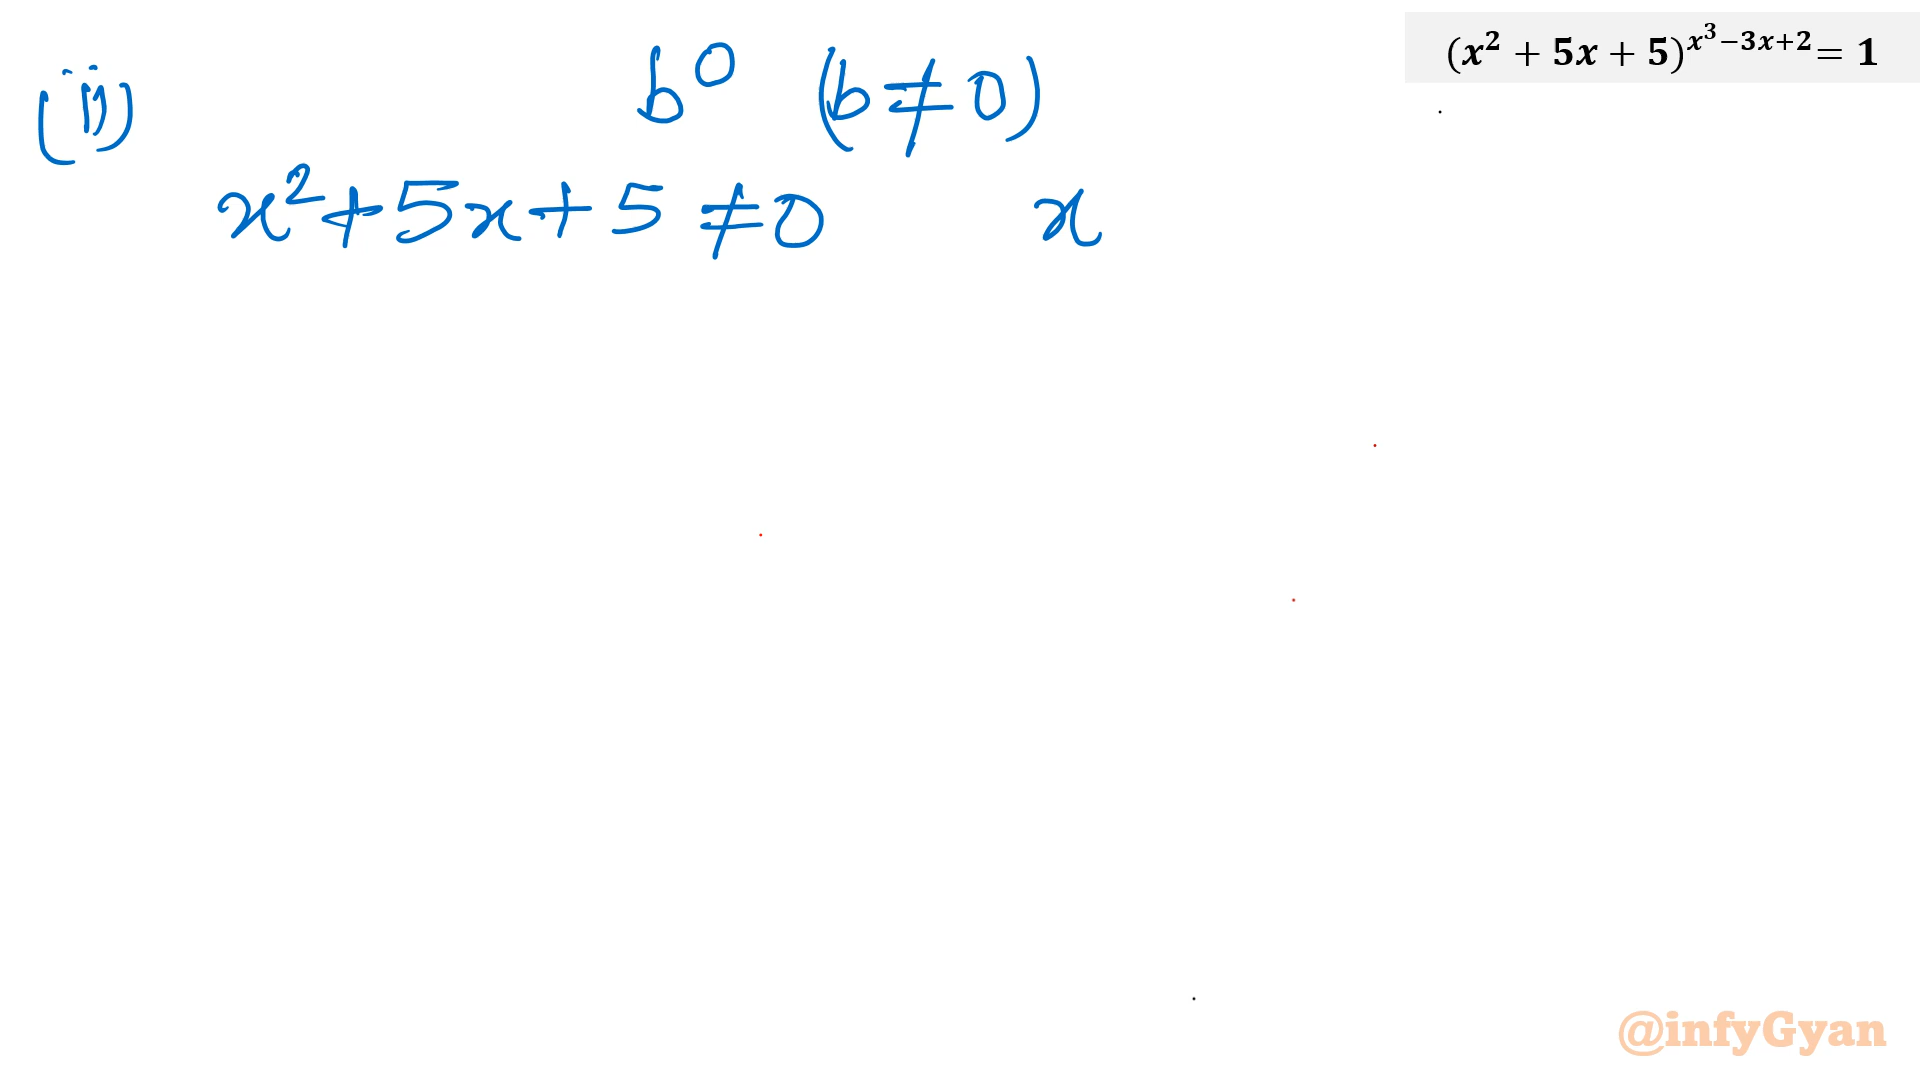 (x² + 5x + 5)^(x³−3x+2) = 1
(ii) b⁰ (b ≠ 0)
x² + 5x + 5 ≠ 0 x
@infyGyan